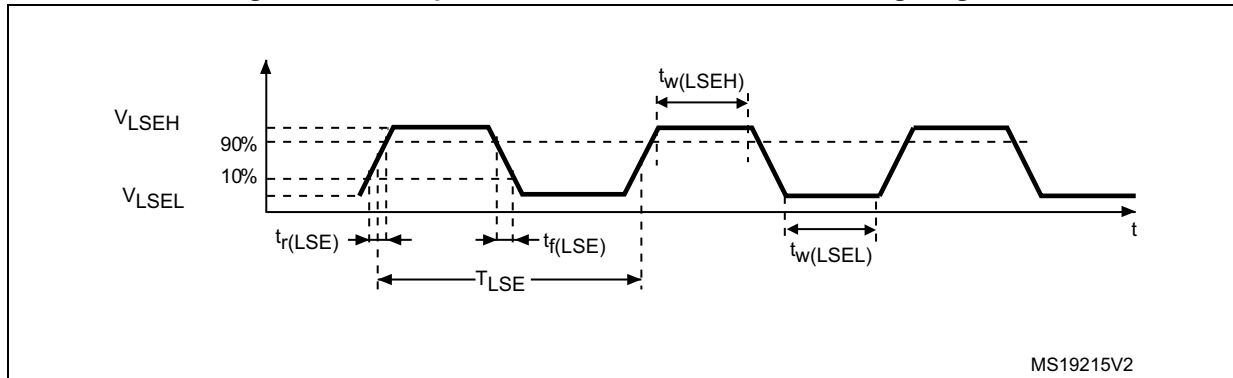 tw(LSEH)
VLSEH
90%
10%
VLSEL
t
tr(LSE)
tf(LSE)
tw(LSEL)
TLSE
MS19215V2